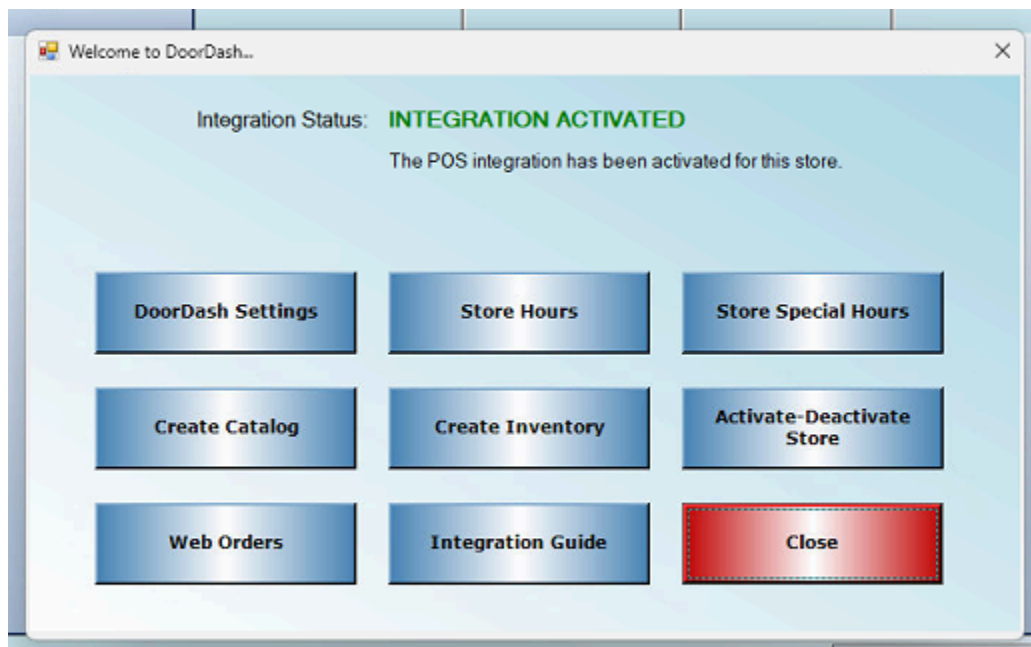 Welcome to DoorDash...
Integration Status: INTEGRATION ACTIVATED
The POS integration has been activated for this store.
DoorDash Settings
Store Hours
Store Special Hours
Create Catalog
Create Inventory
Activate-Deactivate
Store
Web Orders
Integration Guide
Close